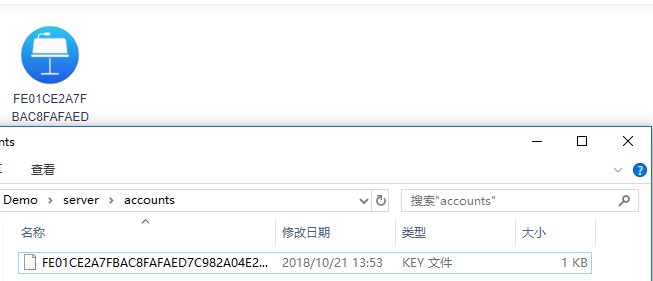 FE01CE2A7F
BAC8FAFAED
nts
查看
Demo server accounts
搜索"accounts"
名称 修改日期 类型 大小
FE01CE2A7FBAC8FAFAED7C982A04E2... 2018/10/21 13:53 KEY 文件 1 KB